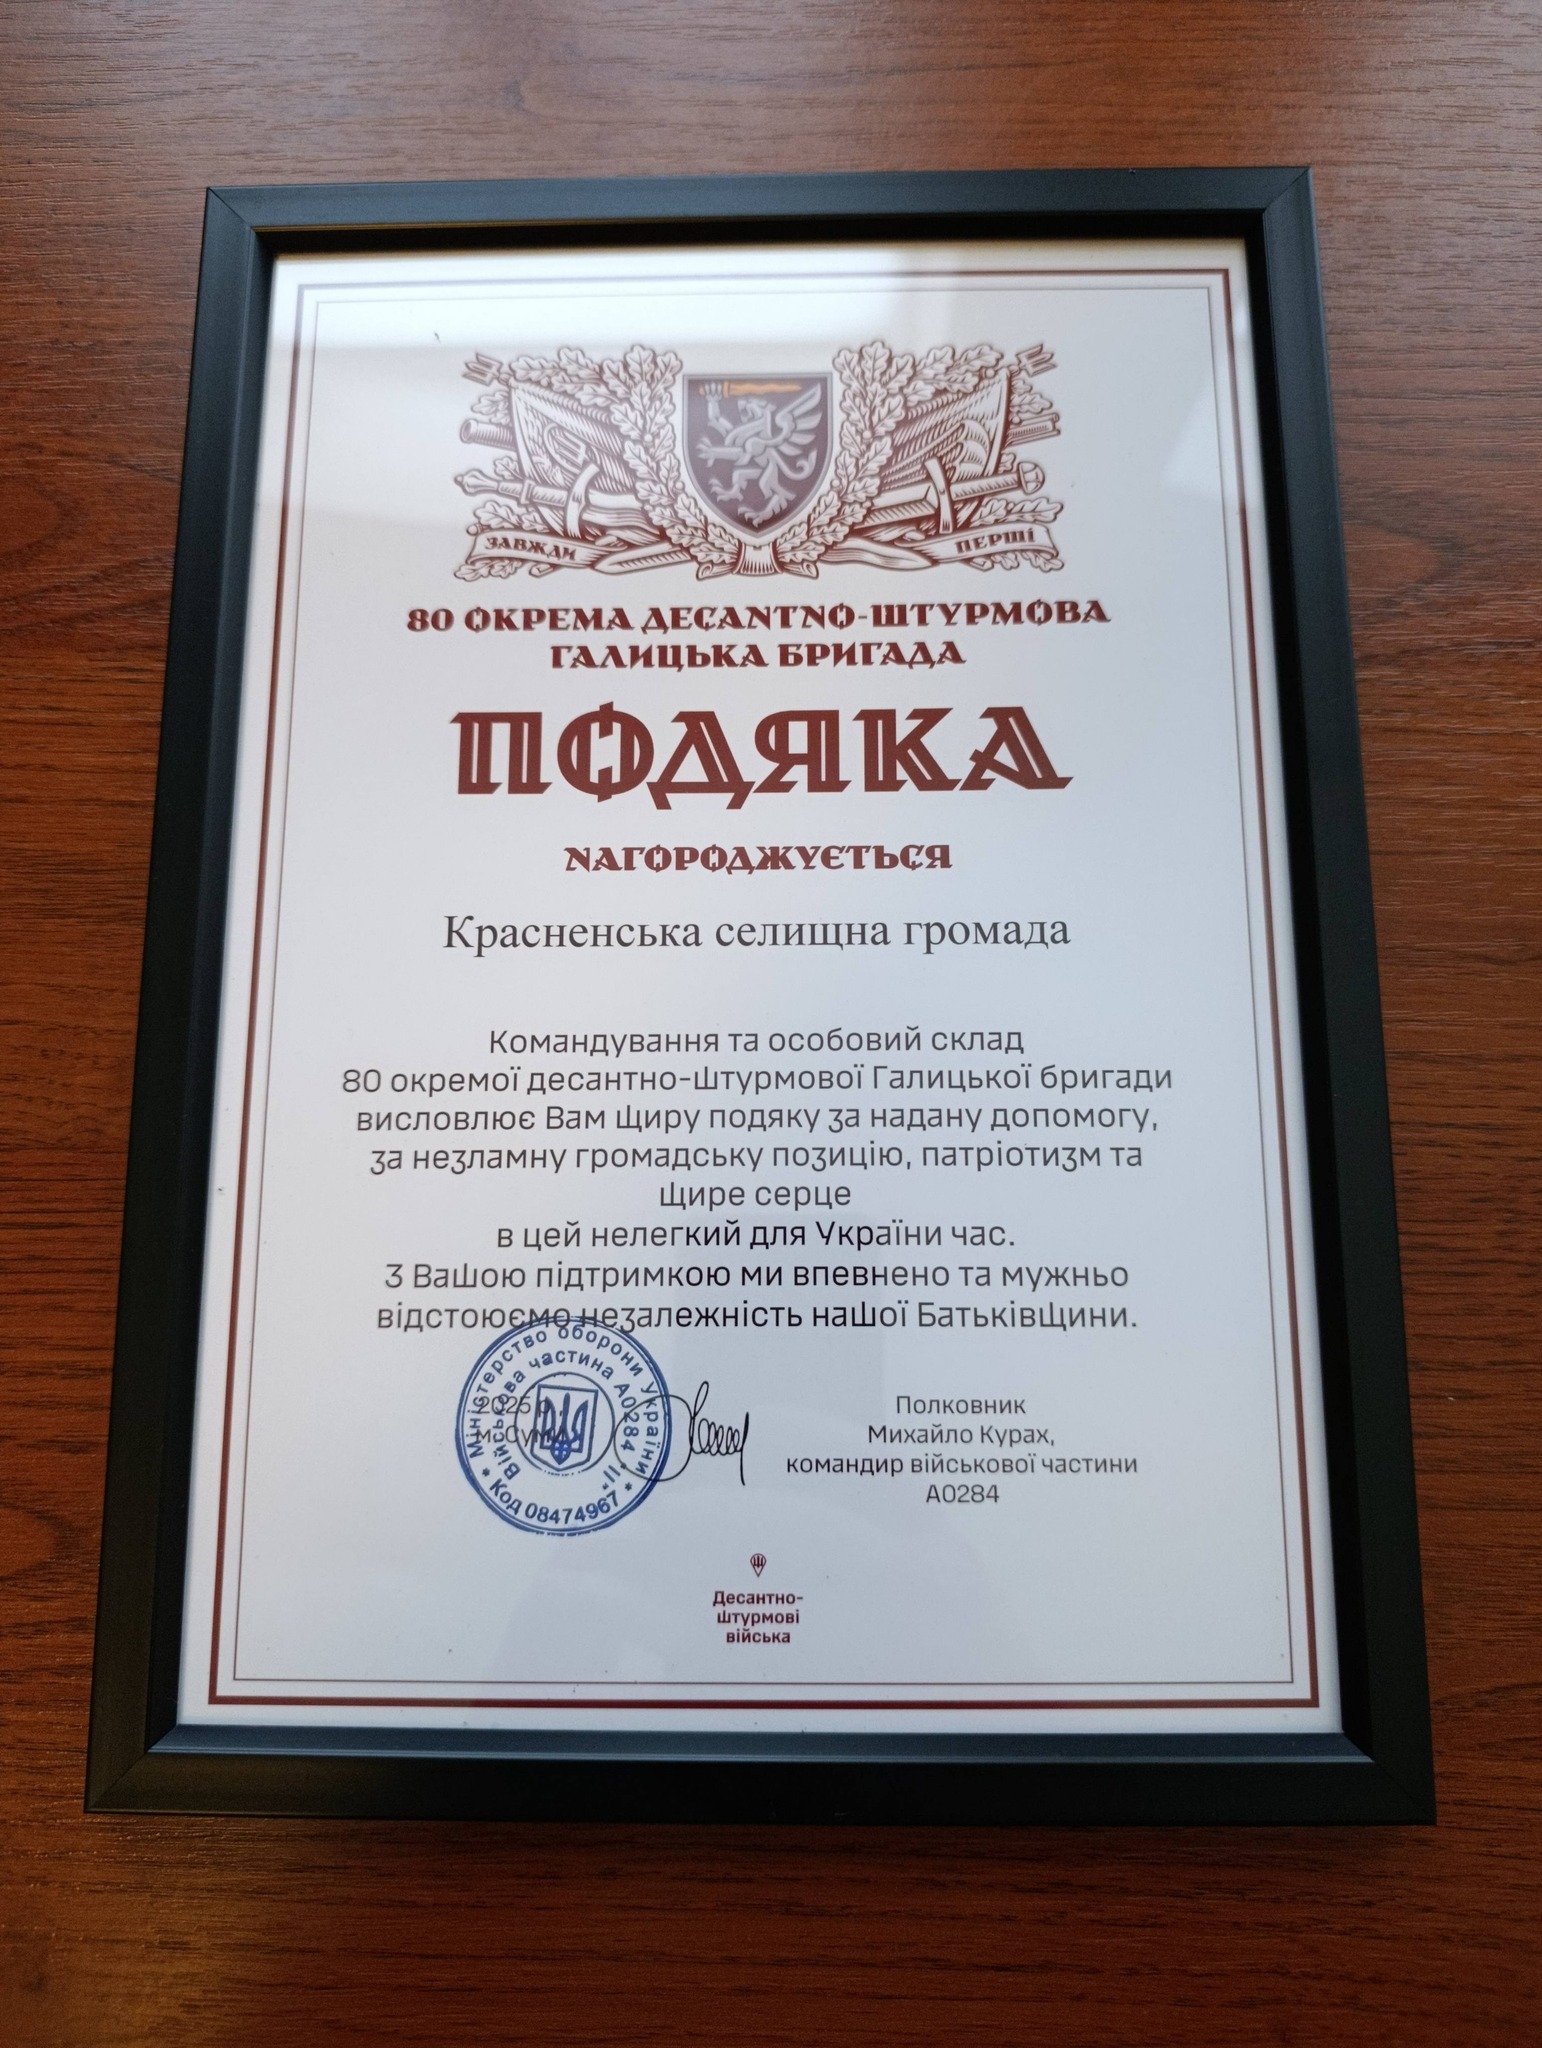 ЗАВЖДИ ПЕРШІ
80 ОКРЕМА ДЕСАНТНО-ШТУРМОВА
ГАЛИЦЬКА БРИГАДА
ПОДЯКА
НАГОРОДЖУЄТЬСЯ
Красненська селищна громада
Командування та особовий склад
80 окремої десантно-штурмової Галицької бригади
висловлює Вам щиру подяку за надану допомогу,
за незламну громадську позицію, патріотизм та
щире серце
в цей нелегкий для України час.
З Вашою підтримкою ми впевнено та мужньо
відстоюємо незалежність нашої Батьківщини.
2025 р.
м. Суми
Міністерство оборони України
Військова частина А0284 "II"
* Код 08474967 *
Полковник
Михайло Курах,
командир військової частини
А0284
Десантно-
штурмові
війська